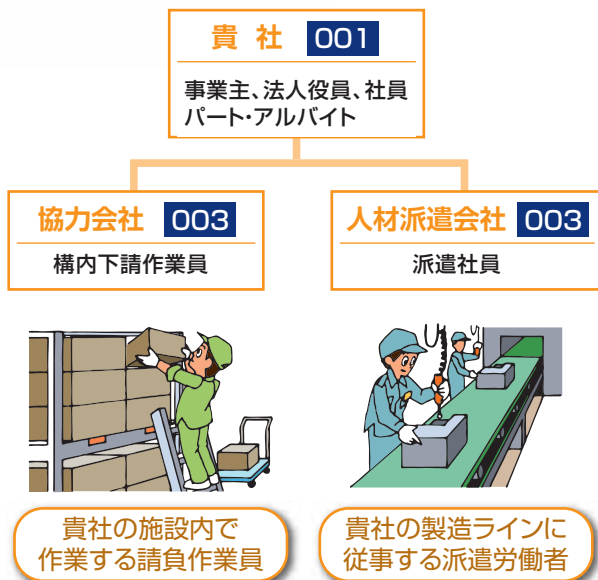 貴 社 001
事業主、法人役員、社員
パート・アルバイト
協力会社 003
構内下請作業員
人材派遣会社 003
派遣社員
貴社の施設内で
作業する請負作業員
貴社の製造ラインに
従事する派遣労働者